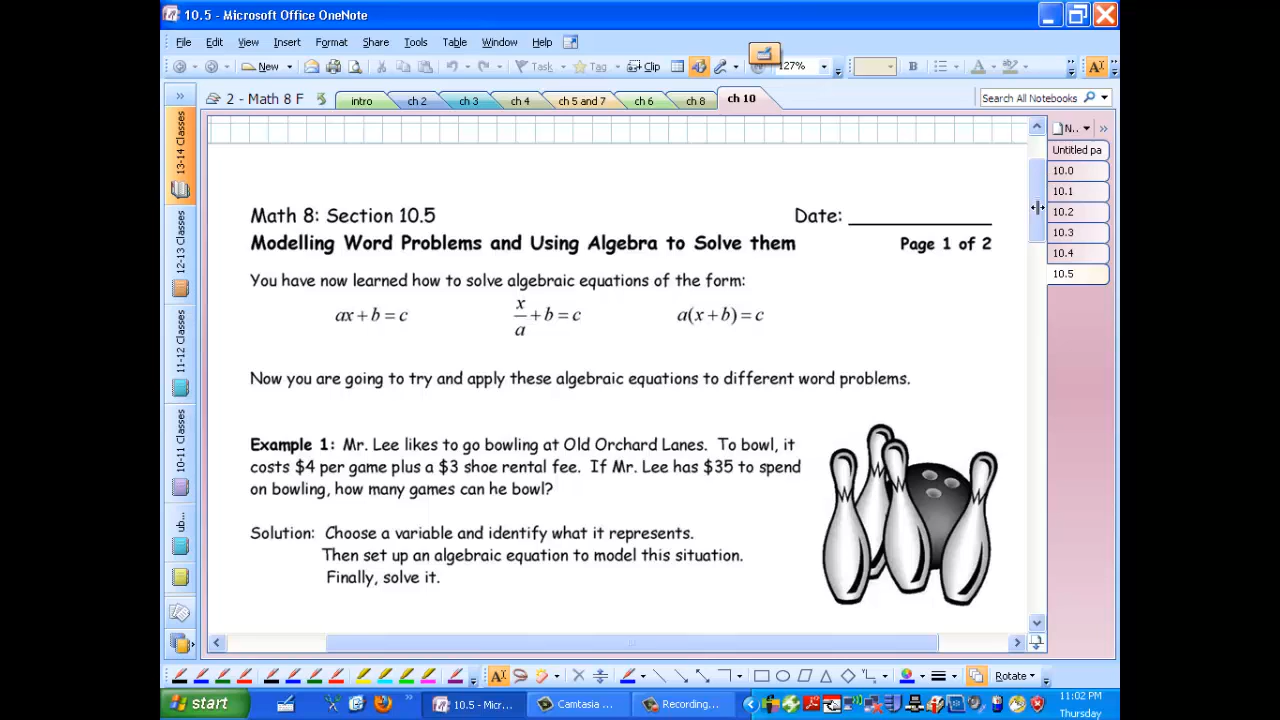 10.5 - Microsoft Office OneNote
File Edit View Insert Format Share Tools Table Window Help
New Task Tag Clip 127% B A
2 - Math 8 F intro ch 2 ch 3 ch 4 ch 5 and 7 ch 6 ch 8 ch 10 Search All Notebooks
13-14 Classes
12-13 Classes
11-12 Classes
10-11 Classes
ub...
N..
Untitled pa
10.0
10.1
10.2
10.3
10.4
10.5
Math 8: Section 10.5 Date: ______________
Modelling Word Problems and Using Algebra to Solve them Page 1 of 2
You have now learned how to solve algebraic equations of the form:
ax + b = c x/a + b = c a(x + b) = c
Now you are going to try and apply these algebraic equations to different word problems.
Example 1: Mr. Lee likes to go bowling at Old Orchard Lanes. To bowl, it
costs $4 per game plus a $3 shoe rental fee. If Mr. Lee has $35 to spend
on bowling, how many games can he bowl?
Solution: Choose a variable and identify what it represents.
Then set up an algebraic equation to model this situation.
Finally, solve it.
Rotate
start 10.5 - Micr... Camtasia ... Recording... 11:02 PM
Thursday